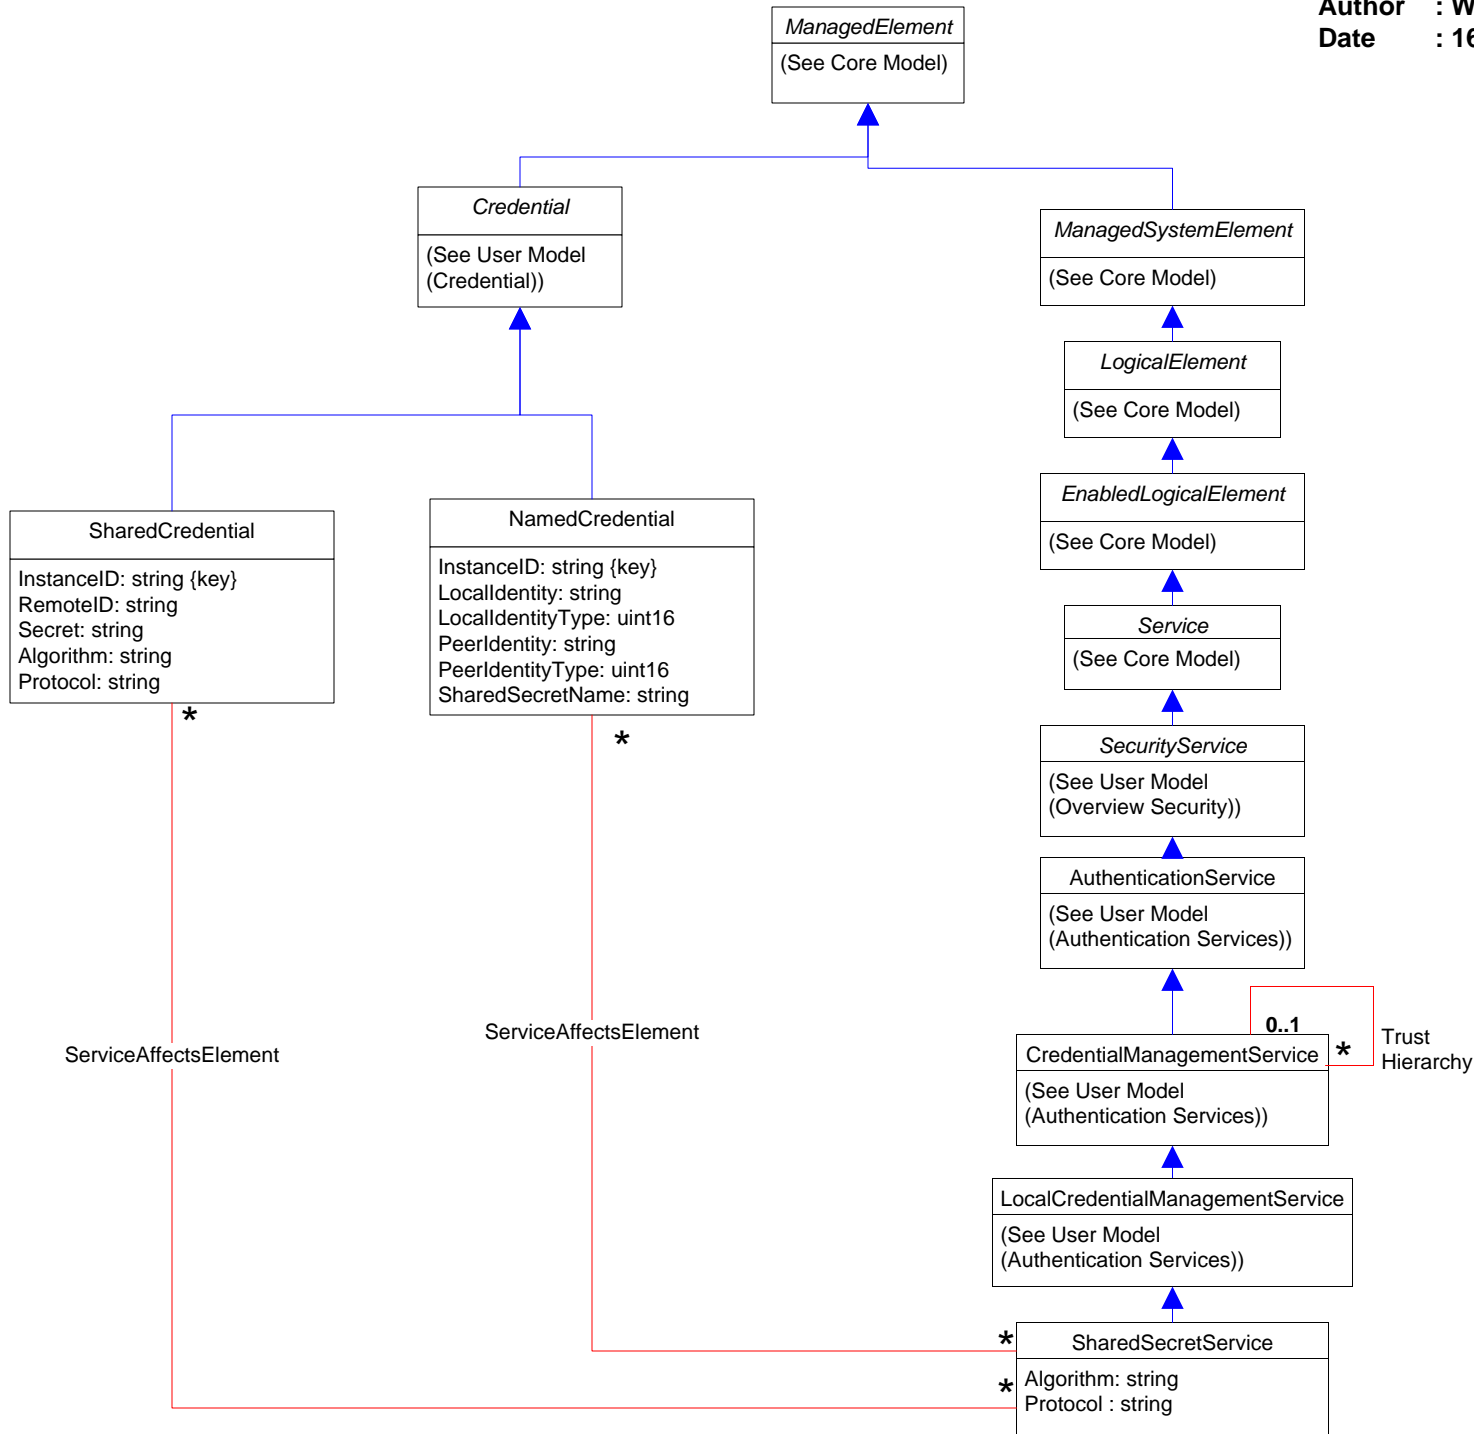 Author : W
Date : 16
ManagedElement
(See Core Model)
Credential
(See User Model
(Credential))
ManagedSystemElement
(See Core Model)
LogicalElement
(See Core Model)
EnabledLogicalElement
(See Core Model)
Service
(See Core Model)
SecurityService
(See User Model
(Overview Security))
AuthenticationService
(See User Model
(Authentication Services))
SharedCredential
InstanceID: string {key}
RemoteID: string
Secret: string
Algorithm: string
Protocol: string
*
NamedCredential
InstanceID: string {key}
LocalIdentity: string
LocalIdentityType: uint16
PeerIdentity: string
PeerIdentityType: uint16
SharedSecretName: string
*
ServiceAffectsElement
ServiceAffectsElement
0..1
*
Trust
Hierarchy
CredentialManagementService
(See User Model
(Authentication Services))
LocalCredentialManagementService
(See User Model
(Authentication Services))
*
*
SharedSecretService
Algorithm: string
Protocol : string